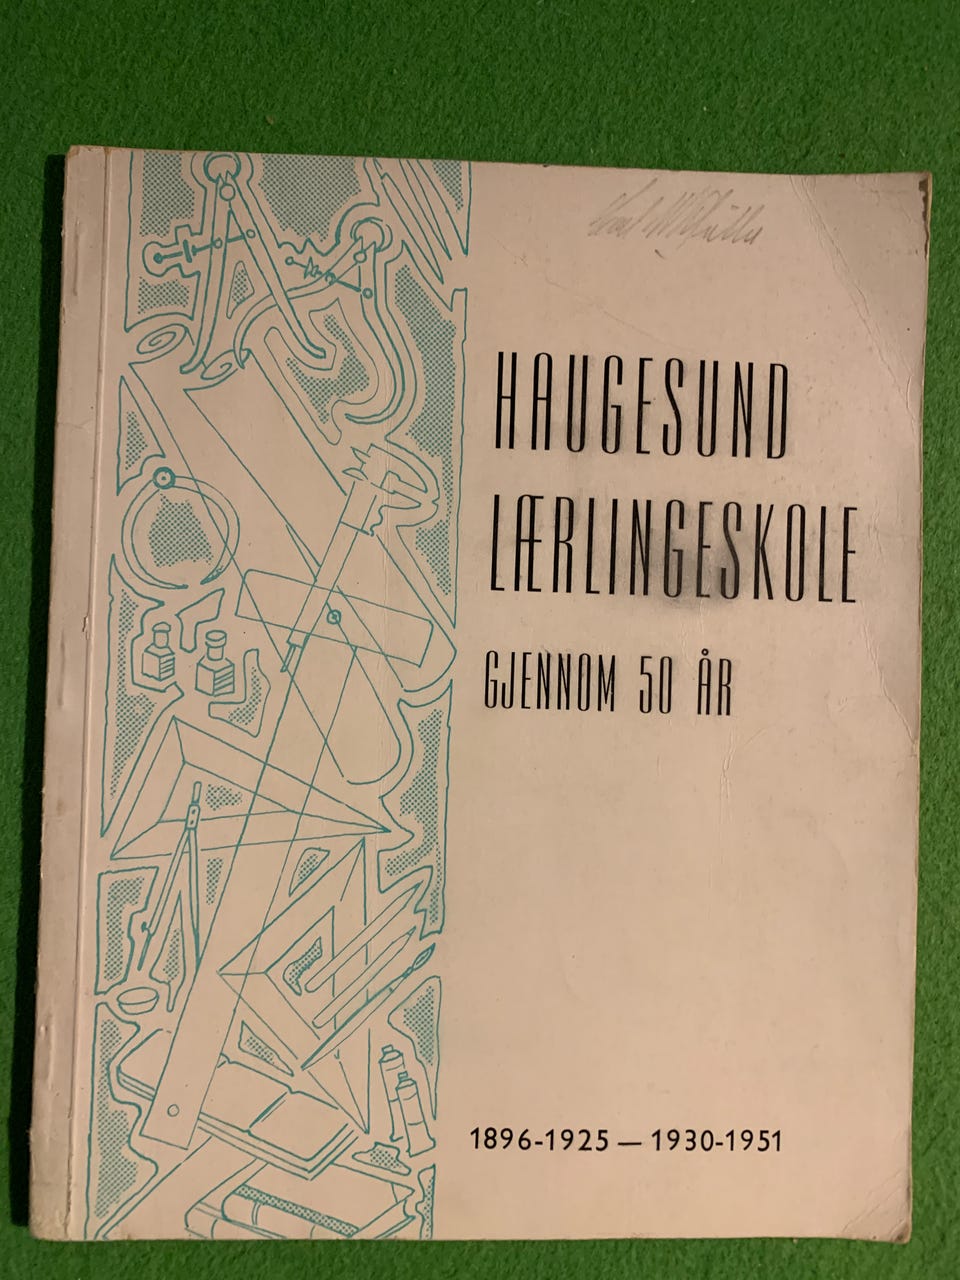 HAUGESUND
LÆRLINGESKOLE
GJENNOM 50 ÅR
1896-1925 — 1930-1951